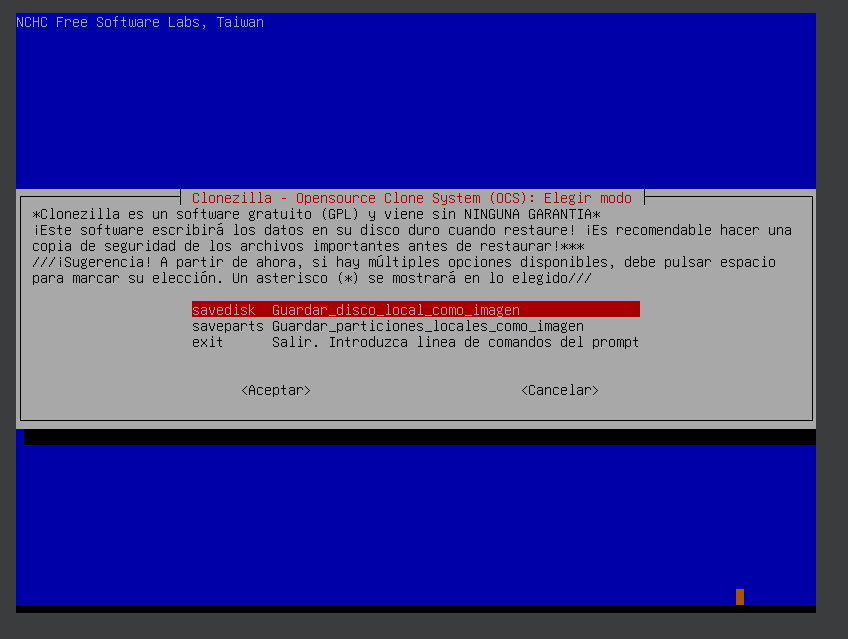 NCHC Free Software Labs, Taiwan
Clonezilla - Opensource Clone System (OCS): Elegir modo
*Clonezilla es un software gratuito (GPL) y viene sin NINGUNA GARANTIA*
¡Este software escribirá los datos en su disco duro cuando restaure! ¡Es recomendable hacer una
copia de seguridad de los archivos importantes antes de restaurar!***
///¡Sugerencia! A partir de ahora, si hay múltiples opciones disponibles, debe pulsar espacio
para marcar su elección. Un asterisco (*) se mostrará en lo elegido///
savedisk Guardar_disco_local_como_imagen
saveparts Guardar_particiones_locales_como_imagen
exit Salir. Introduzca linea de comandos del prompt
<Aceptar> <Cancelar>